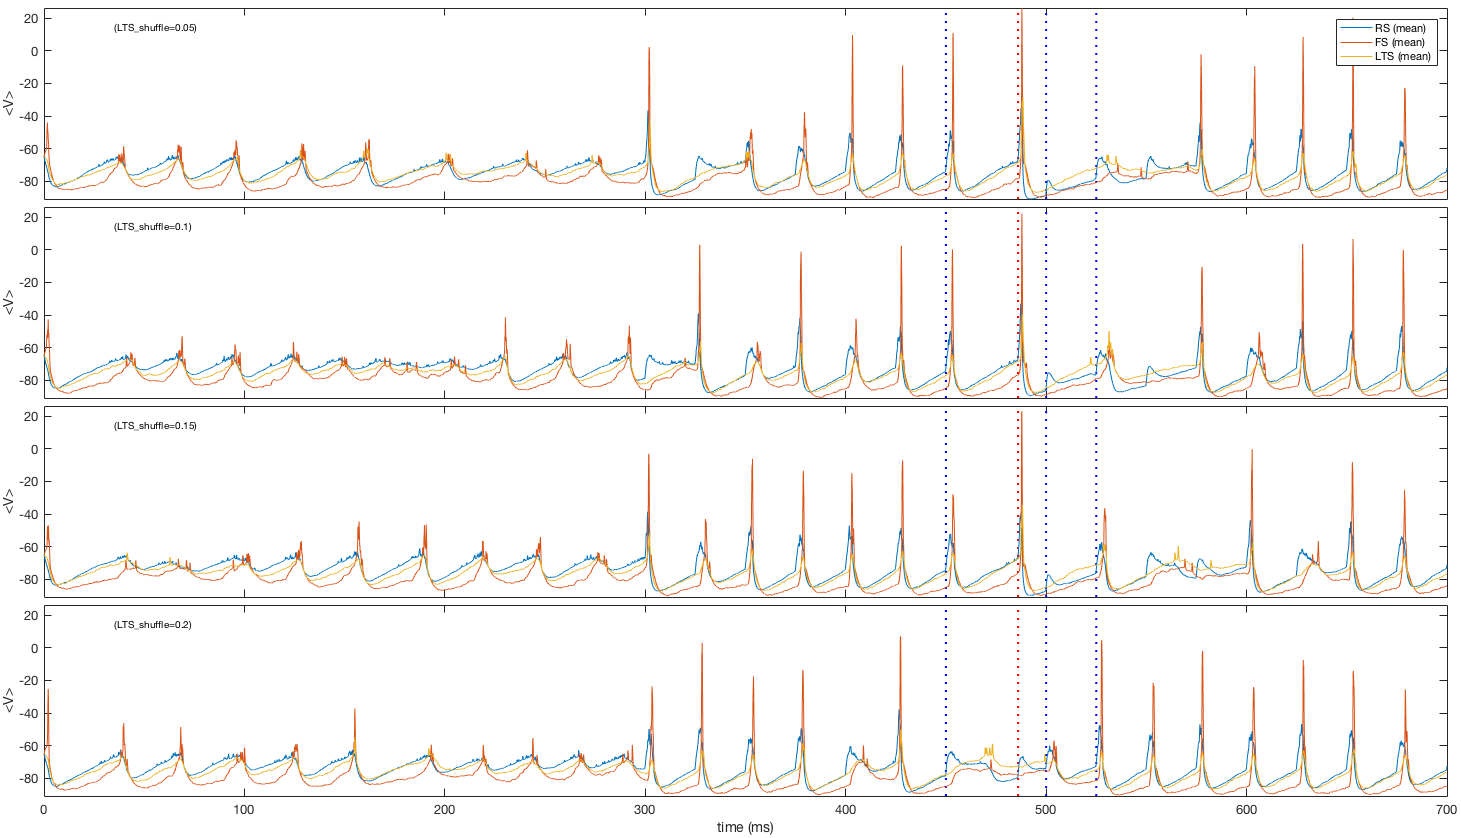 20
0
-20
-40
-60
-80
<V>
(LTS_shuffle=0.05)
RS (mean)
FS (mean)
LTS (mean)
20
0
-20
-40
-60
-80
<V>
(LTS_shuffle=0.1)
20
0
-20
-40
-60
-80
<V>
(LTS_shuffle=0.15)
20
0
-20
-40
-60
-80
<V>
(LTS_shuffle=0.2)
0 100 200 300 400 500 600 700
time (ms)